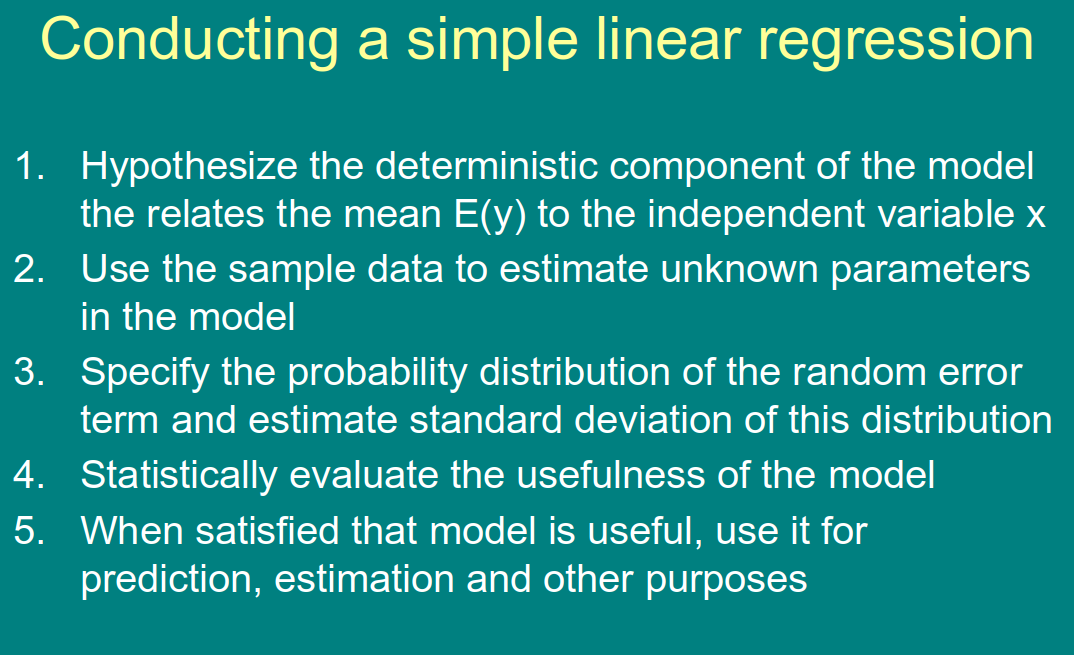 Conducting a simple linear regression
1. Hypothesize the deterministic component of the model
the relates the mean E(y) to the independent variable x
2. Use the sample data to estimate unknown parameters
in the model
3. Specify the probability distribution of the random error
term and estimate standard deviation of this distribution
4. Statistically evaluate the usefulness of the model
5. When satisfied that model is useful, use it for
prediction, estimation and other purposes